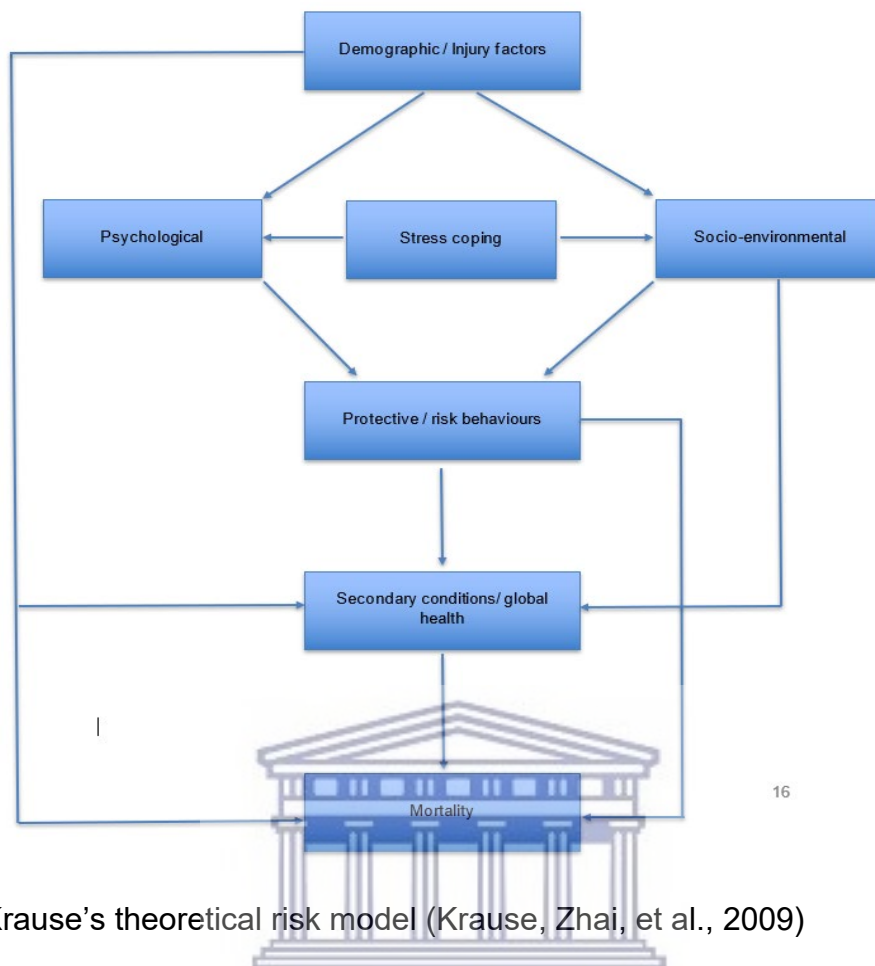 Demographic / Injury factors
Psychological
Stress coping
Socio-environmental
Protective / risk behaviours
Secondary conditions/ global
health
16
Mortality
Krause’s theoretical risk model (Krause, Zhai, et al., 2009)